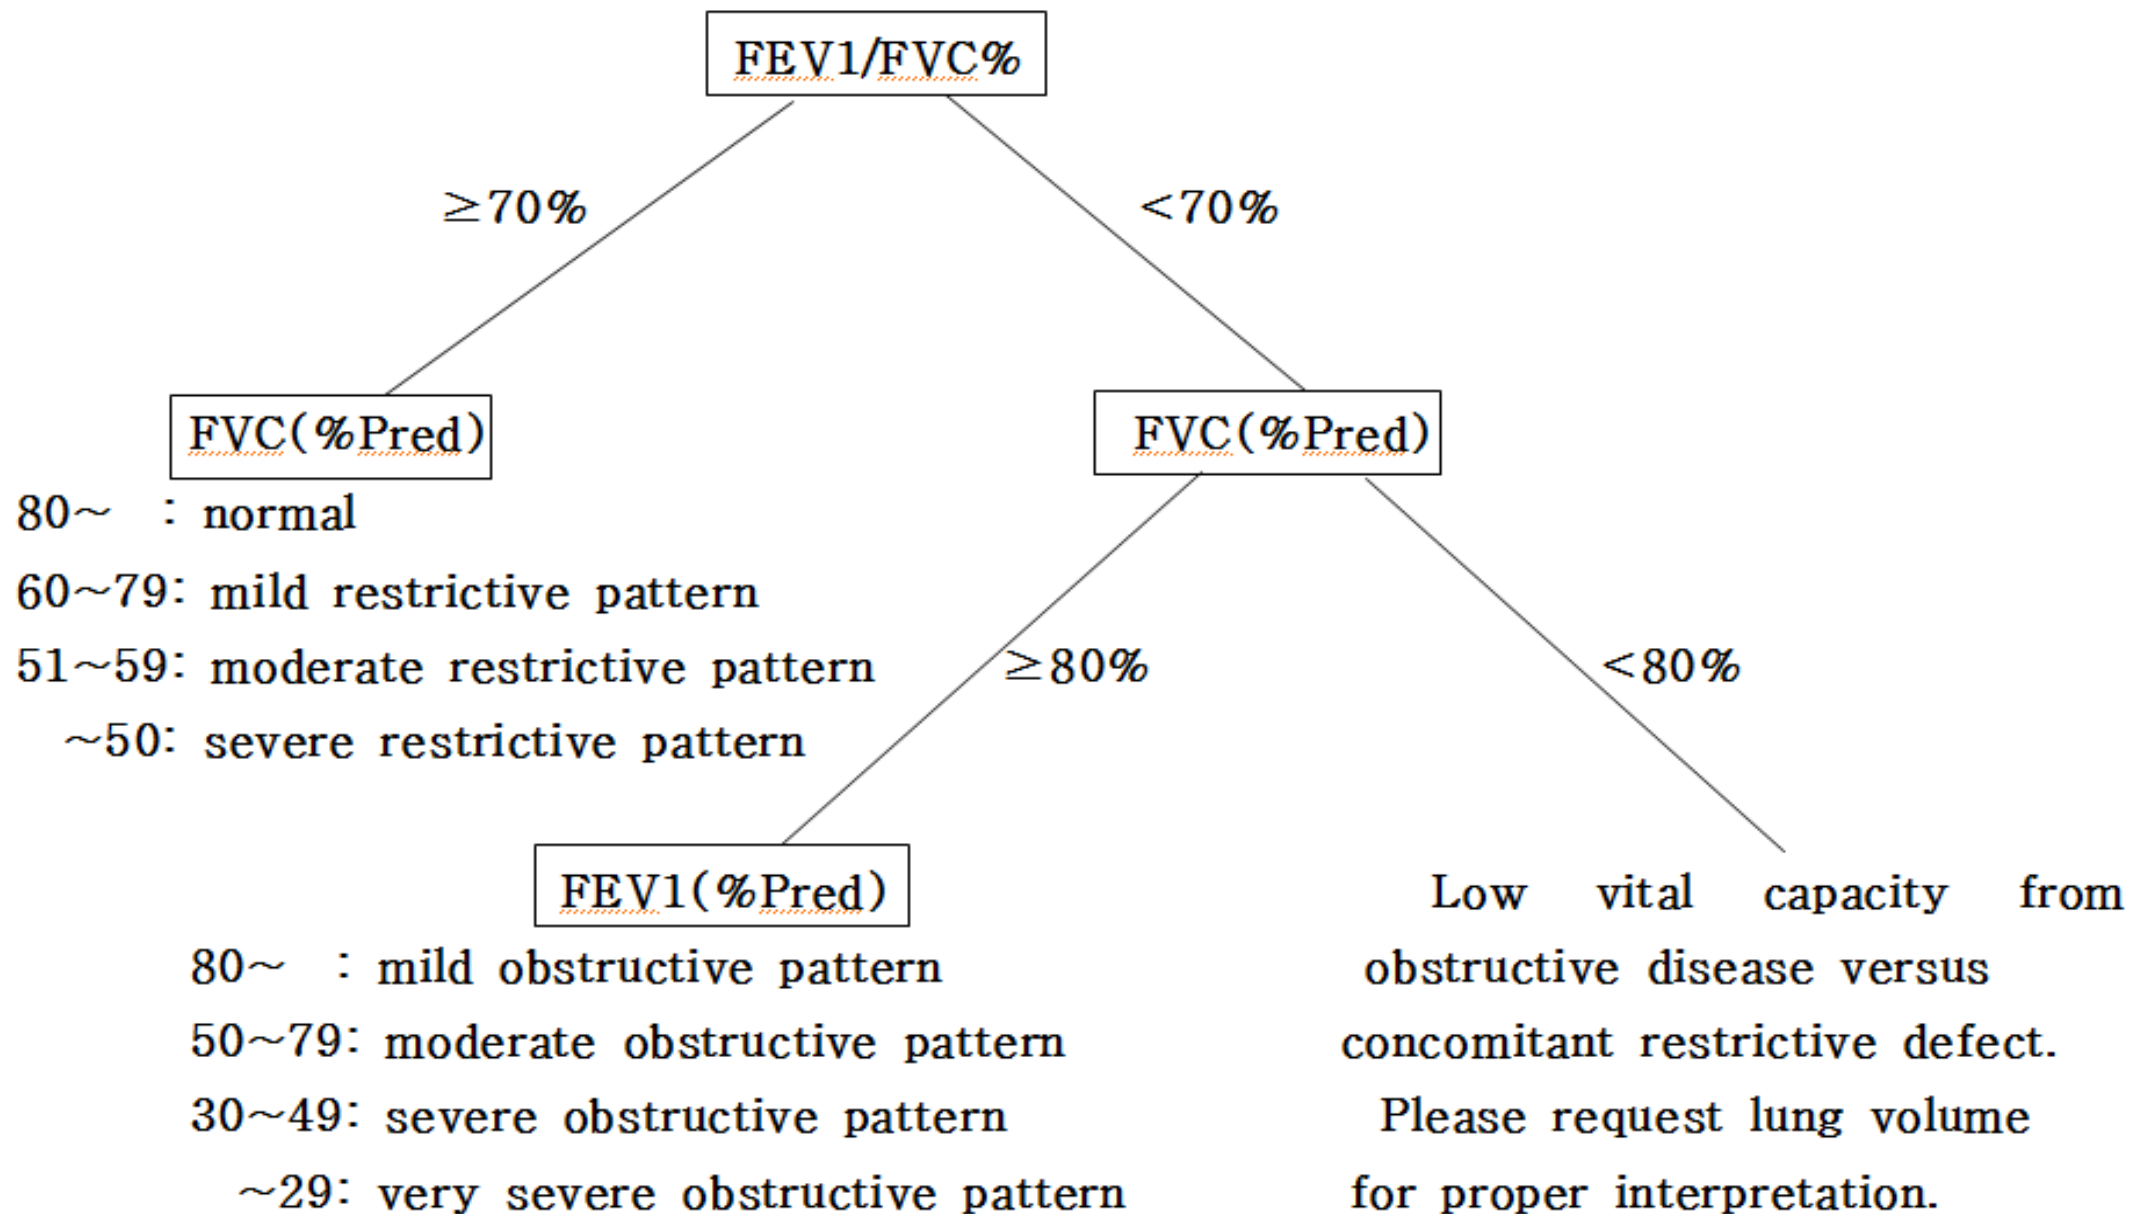 FEV1/FVC%
≥70%
<70%
FVC(%Pred)
80~ : normal
60~79: mild restrictive pattern
51~59: moderate restrictive pattern
~50: severe restrictive pattern
FVC(%Pred)
≥80%
<80%
FEV1(%Pred)
80~ : mild obstructive pattern
50~79: moderate obstructive pattern
30~49: severe obstructive pattern
~29: very severe obstructive pattern
Low vital capacity from
obstructive disease versus
concomitant restrictive defect.
Please request lung volume
for proper interpretation.